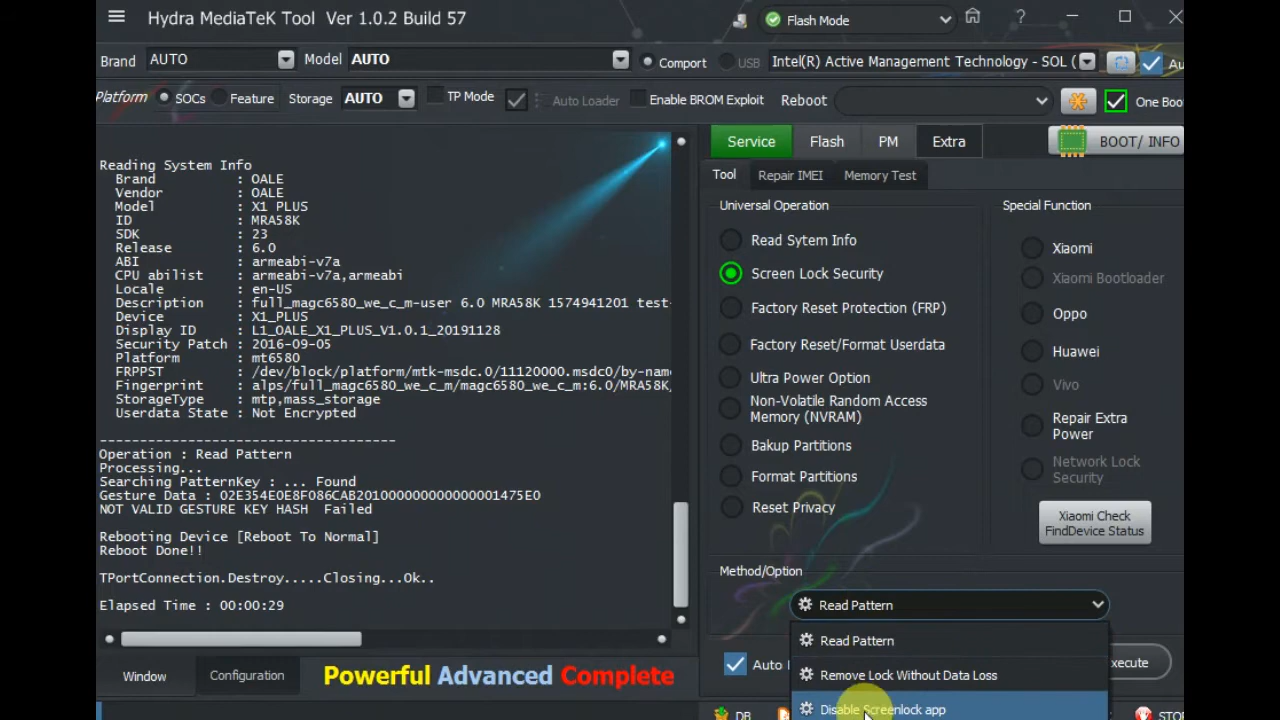 Hydra MediaTeK Tool Ver 1.0.2 Build 57
Flash Mode
?
Brand AUTO Model AUTO Comport USB Intel(R) Active Management Technology - SOL ( Au
Platform SOCs Feature Storage AUTO TP Mode Auto Loader Enable BROM Exploit Reboot One Boo
Service Flash PM Extra BOOT/ INFO
Tool Repair IMEI Memory Test
Reading System Info
Brand : OALE
Vendor : OALE
Model : X1 PLUS
ID : MRA58K
SDK : 23
Release : 6.0
ABI : armeabi-v7a
CPU abilist : armeabi-v7a,armeabi
Locale : en-US
Description : full_magc6580_we_c_m-user 6.0 MRA58K 1574941201 test-
Device : X1_PLUS
Display ID : L1_OALE_X1_PLUS_V1.0.1_20191128
Security Patch : 2016-09-05
Platform : mt6580
FRPPST : /dev/block/platform/mtk-msdc.0/11120000.msdc0/by-name
Fingerprint : alps/full_magc6580_we_c_m/magc6580_we_c_m:6.0/MRA58K/
StorageType : mtp,mass_storage
Userdata State : Not Encrypted
------------------------------------
Operation : Read Pattern
Processing...
Searching PatternKey : ... Found
Gesture Data : 02E354E0E8F086CAB201000000000000001475E0
NOT VALID GESTURE KEY HASH Failed
Rebooting Device [Reboot To Normal]
Reboot Done!!
TPortConnection.Destroy.....Closing...Ok..
Elapsed Time : 00:00:29
Window Configuration Powerful Advanced Complete
Universal Operation
Read Sytem Info
Screen Lock Security
Factory Reset Protection (FRP)
Factory Reset/Format Userdata
Ultra Power Option
Non-Volatile Random Access
Memory (NVRAM)
Bakup Partitions
Format Partitions
Reset Privacy
Special Function
Xiaomi
Xiaomi Bootloader
Oppo
Huawei
Vivo
Repair Extra
Power
Network Lock
Security
Xiaomi Check
FindDevice Status
Method/Option
Read Pattern
Read Pattern
Remove Lock Without Data Loss
Disable Screenlock app
Auto
xecute
DB
STO